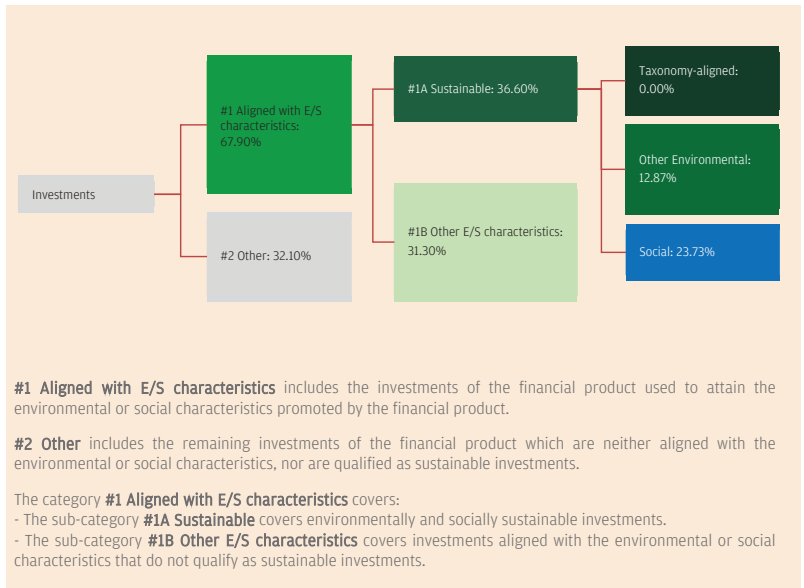 Investments
#1 Aligned with E/S
characteristics:
67.90%
#2 Other: 32.10%
#1A Sustainable: 36.60%
#1B Other E/S characteristics:
31.30%
Taxonomy-aligned:
0.00%
Other Environmental:
12.87%
Social: 23.73%
#1 Aligned with E/S characteristics includes the investments of the financial product used to attain the
environmental or social characteristics promoted by the financial product.
#2 Other includes the remaining investments of the financial product which are neither aligned with the
environmental or social characteristics, nor are qualified as sustainable investments.
The category #1 Aligned with E/S characteristics covers:
- The sub-category #1A Sustainable covers environmentally and socially sustainable investments.
- The sub-category #1B Other E/S characteristics covers investments aligned with the environmental or social
characteristics that do not qualify as sustainable investments.